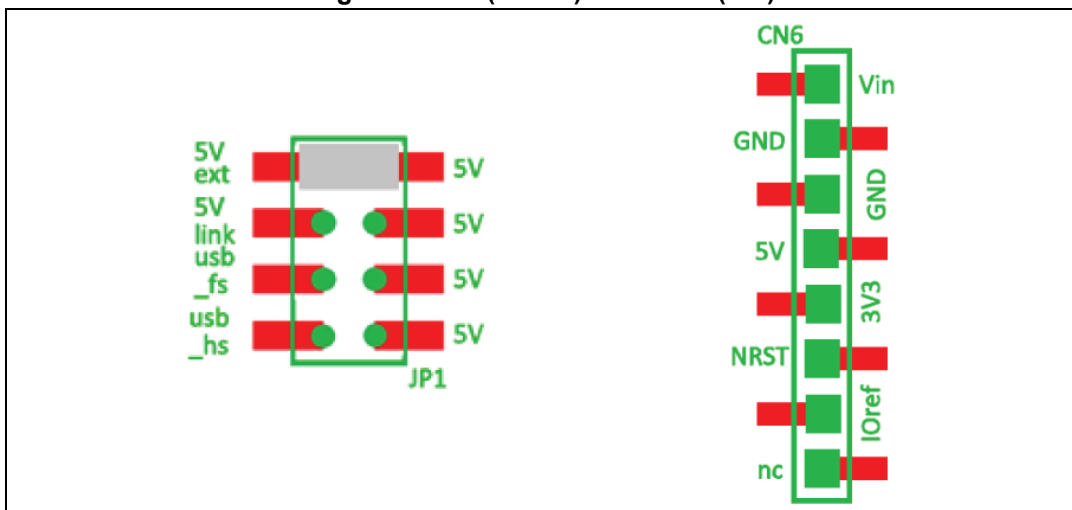 5V
ext
5V
5V
link
5V
usb
_fs
5V
usb
_hs
5V
JP1
CN6
Vin
GND
GND
5V
3V3
NRST
IOref
nc